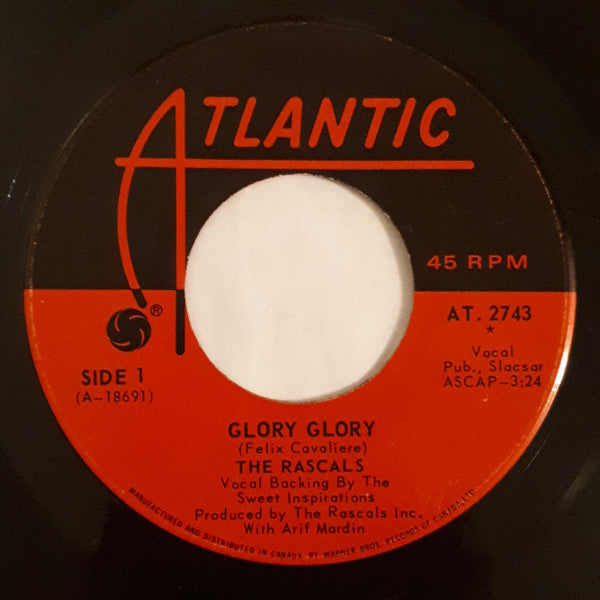 ATLANTIC
45 RPM
®
AT. 2743
*
Vocal
Pub., Slacsar
ASCAP-3:24
SIDE 1
(A-18691)
GLORY GLORY
(Felix Cavaliere)
THE RASCALS
Vocal Backing By The
Sweet Inspirations
Produced by The Rascals Inc.
With Arif Mardin
MANUFACTURED AND DISTRIBUTED IN CANADA, BY WARNER BROS. RECORDS OF CANADA LTD.